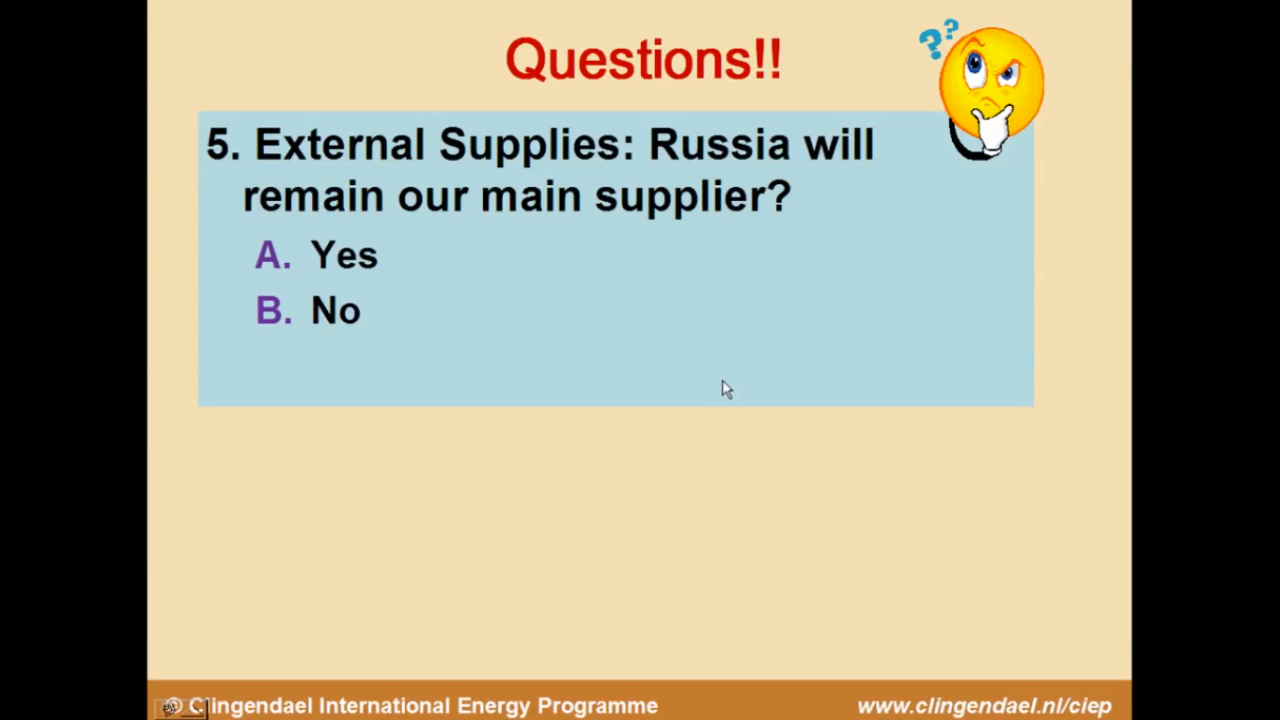 Questions!!
??
5. External Supplies: Russia will
remain our main supplier?
A. Yes
B. No
© Clingendael International Energy Programme
www.clingendael.nl/ciep